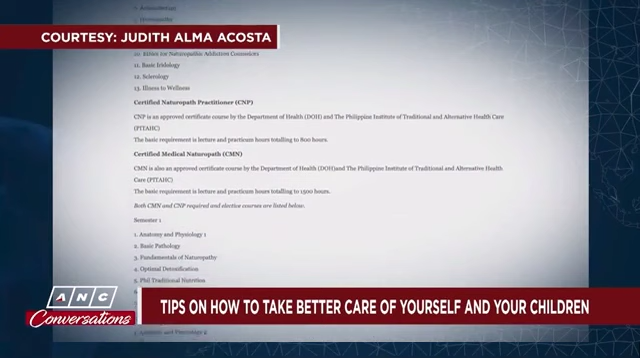 COURTESY: JUDITH ALMA ACOSTA
11. Basic Iridology
12. Sclerology
13. Illness to Wellness
Certified Naturopath Practitioner (CNP)
CNP is an approved certificate course by the Department of Health (DOH) and The Philippine Institute of Traditional and Alternative Health Care
(PITAHC)
The basic requirement is lecture and practicum hours totalling to 800 hours.
Certified Medical Naturopath (CMN)
CMN is also an approved certificate course by the Department of Health (DOH)and The Philippine Institute of Traditional and Alternative Health
Care (PITAHC)
The basic requirement is lecture and practicum hours totalling to 1500 hours.
Both CMN and CNP required and elective courses are listed below.
Semester 1
1. Anatomy and Physiology 1
2. Basic Pathology
3. Fundamentals of Naturopathy
4. Optimal Detoxification
5. Phil Traditional Nutrition
ANC
Conversations
TIPS ON HOW TO TAKE BETTER CARE OF YOURSELF AND YOUR CHILDREN